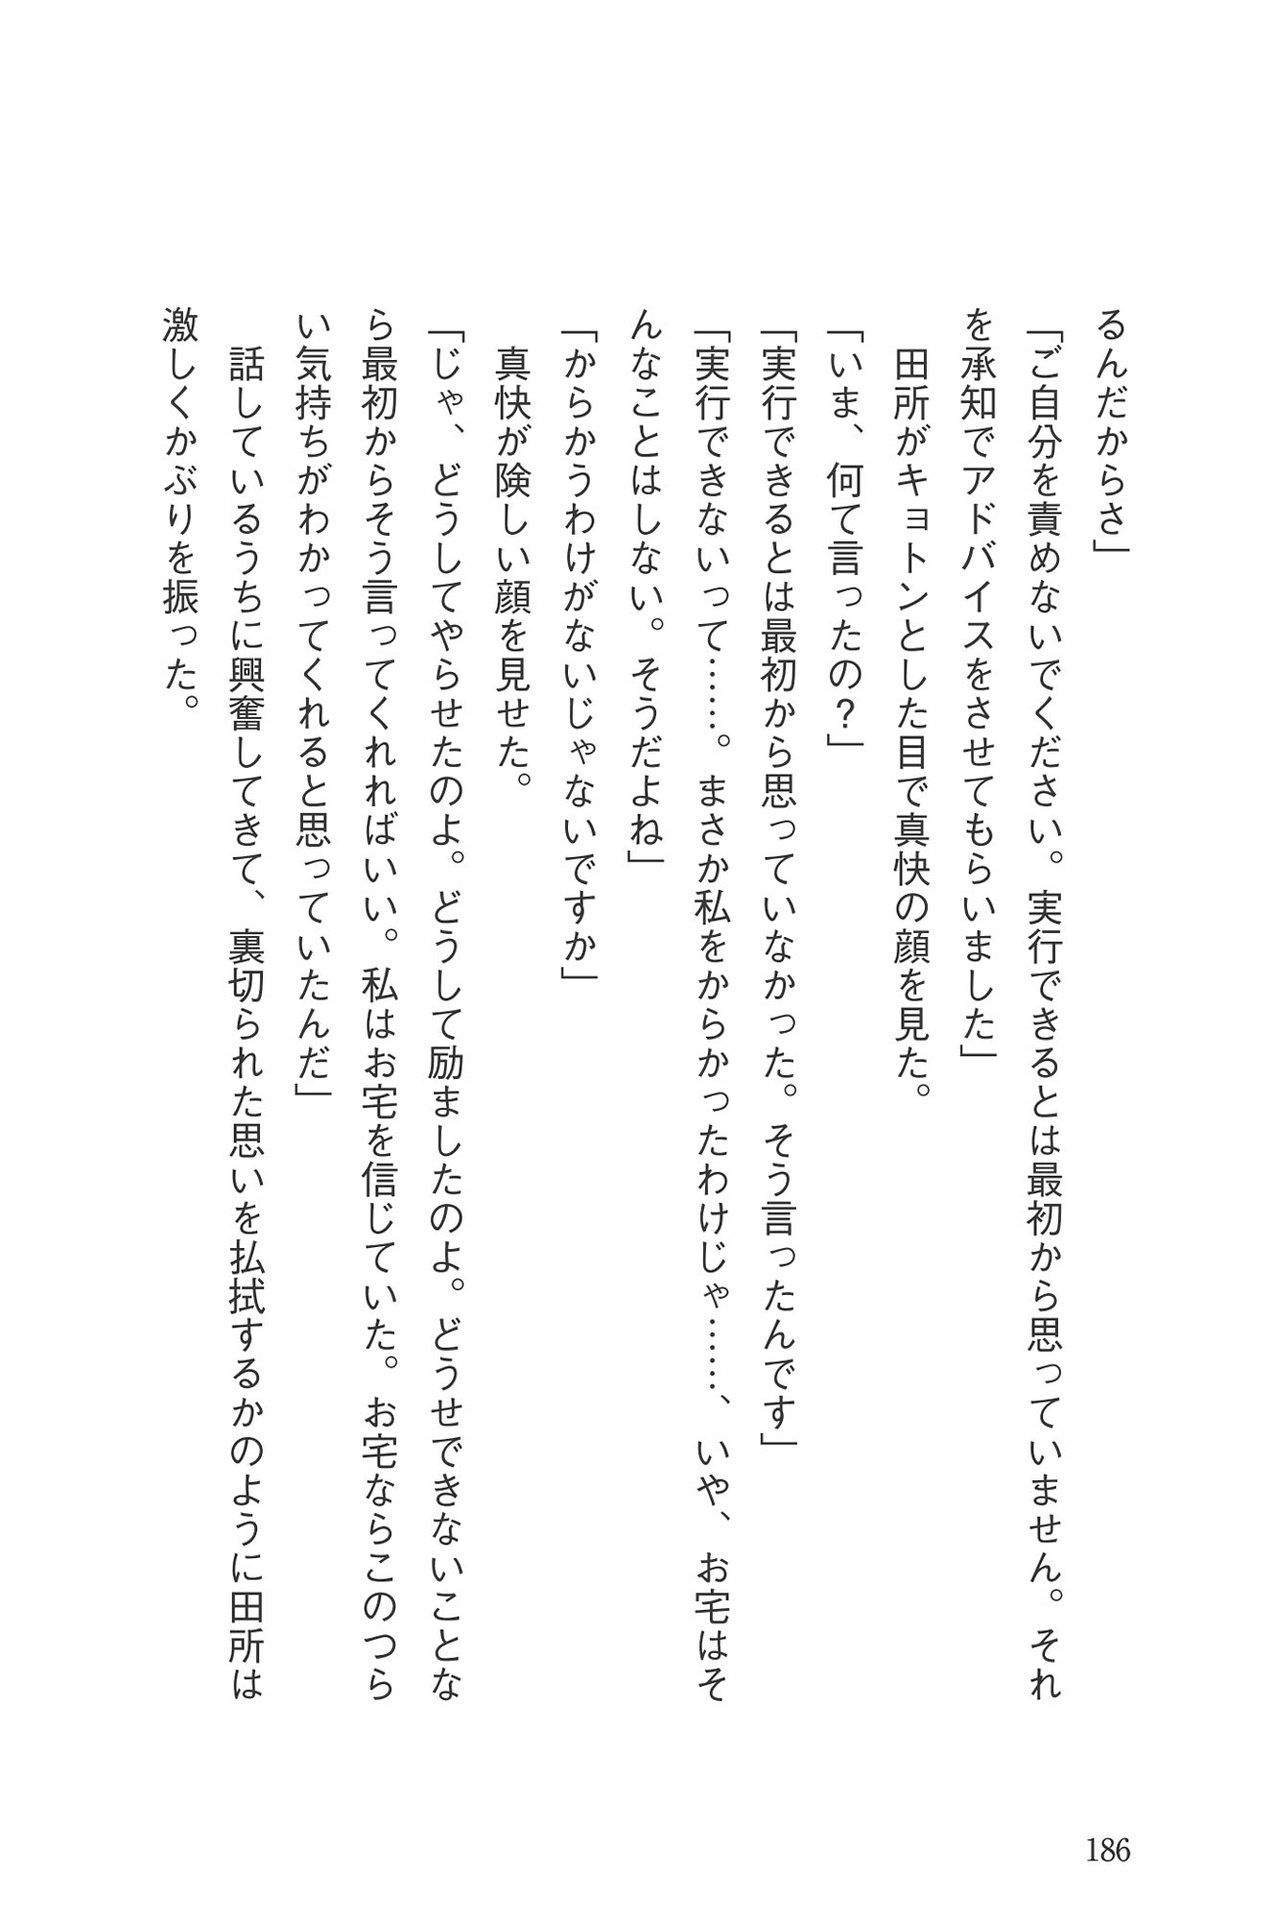 るんだからさ」
「ご自分を責めないでください。実行できるとは最初から思っていません。それ
を承知でアドバイスをさせてもらいました」
　田所がキョトンとした目で真快の顔を見た。
「いま、何て言ったの？」
「実行できるとは最初から思っていなかった。そう言ったんです」
「実行できないって……。まさか私をからかったわけじゃ……、いや、お宅はそ
んなことはしない。そうだよね」
「からかうわけがないじゃないですか」
　真快が険しい顔を見せた。
「じゃ、どうしてやらせたのよ。どうして励ましたのよ。どうせできないことな
ら最初からそう言ってくれればいい。私はお宅を信じていた。お宅ならこのつら
い気持ちがわかってくれると思っていたんだ」
　話しているうちに興奮してきて、裏切られた思いを払拭するかのように田所は
激しくかぶりを振った。
186